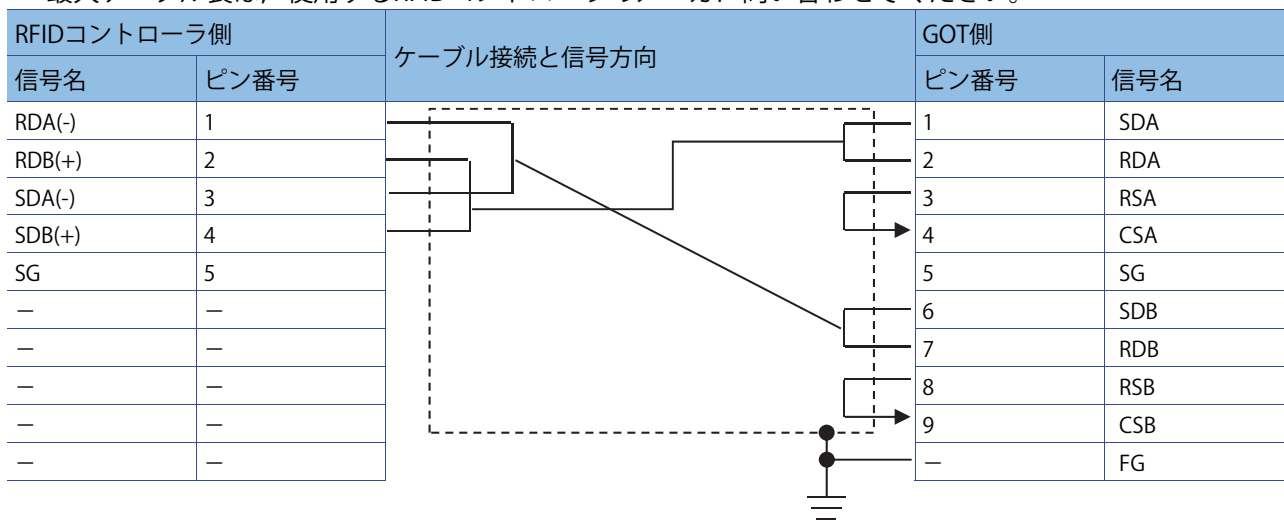 RFIDコントローラ側 ケーブル接続と信号方向 GOT側
信号名 ピン番号 ピン番号 信号名
RDA(-) 1 1 SDA
RDB(+) 2 2 RDA
SDA(-) 3 3 RSA
SDB(+) 4 4 CSA
SG 5 5 SG
− − 6 SDB
− − 7 RDB
− − 8 RSB
− − 9 CSB
− − − FG